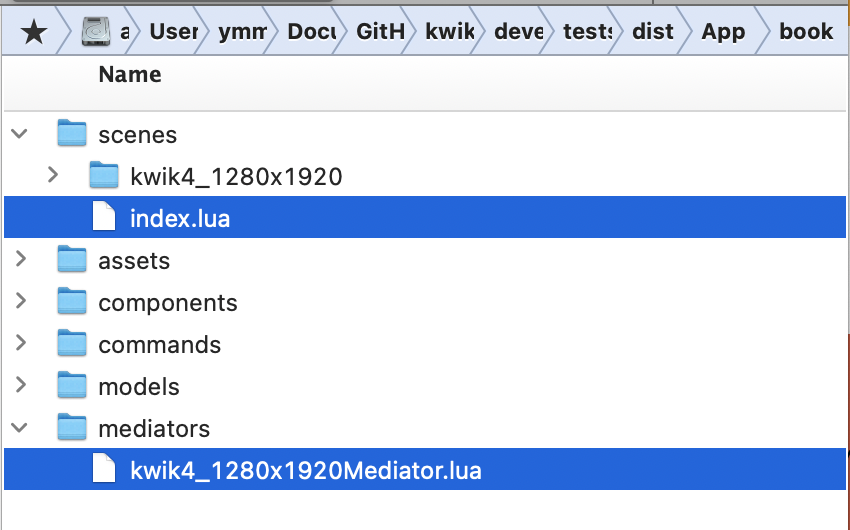 User ymm Docu GitH kwik deve tests dist App book
Name
scenes
kwik4_1280x1920
index.lua
assets
components
commands
models
mediators
kwik4_1280x1920Mediator.lua